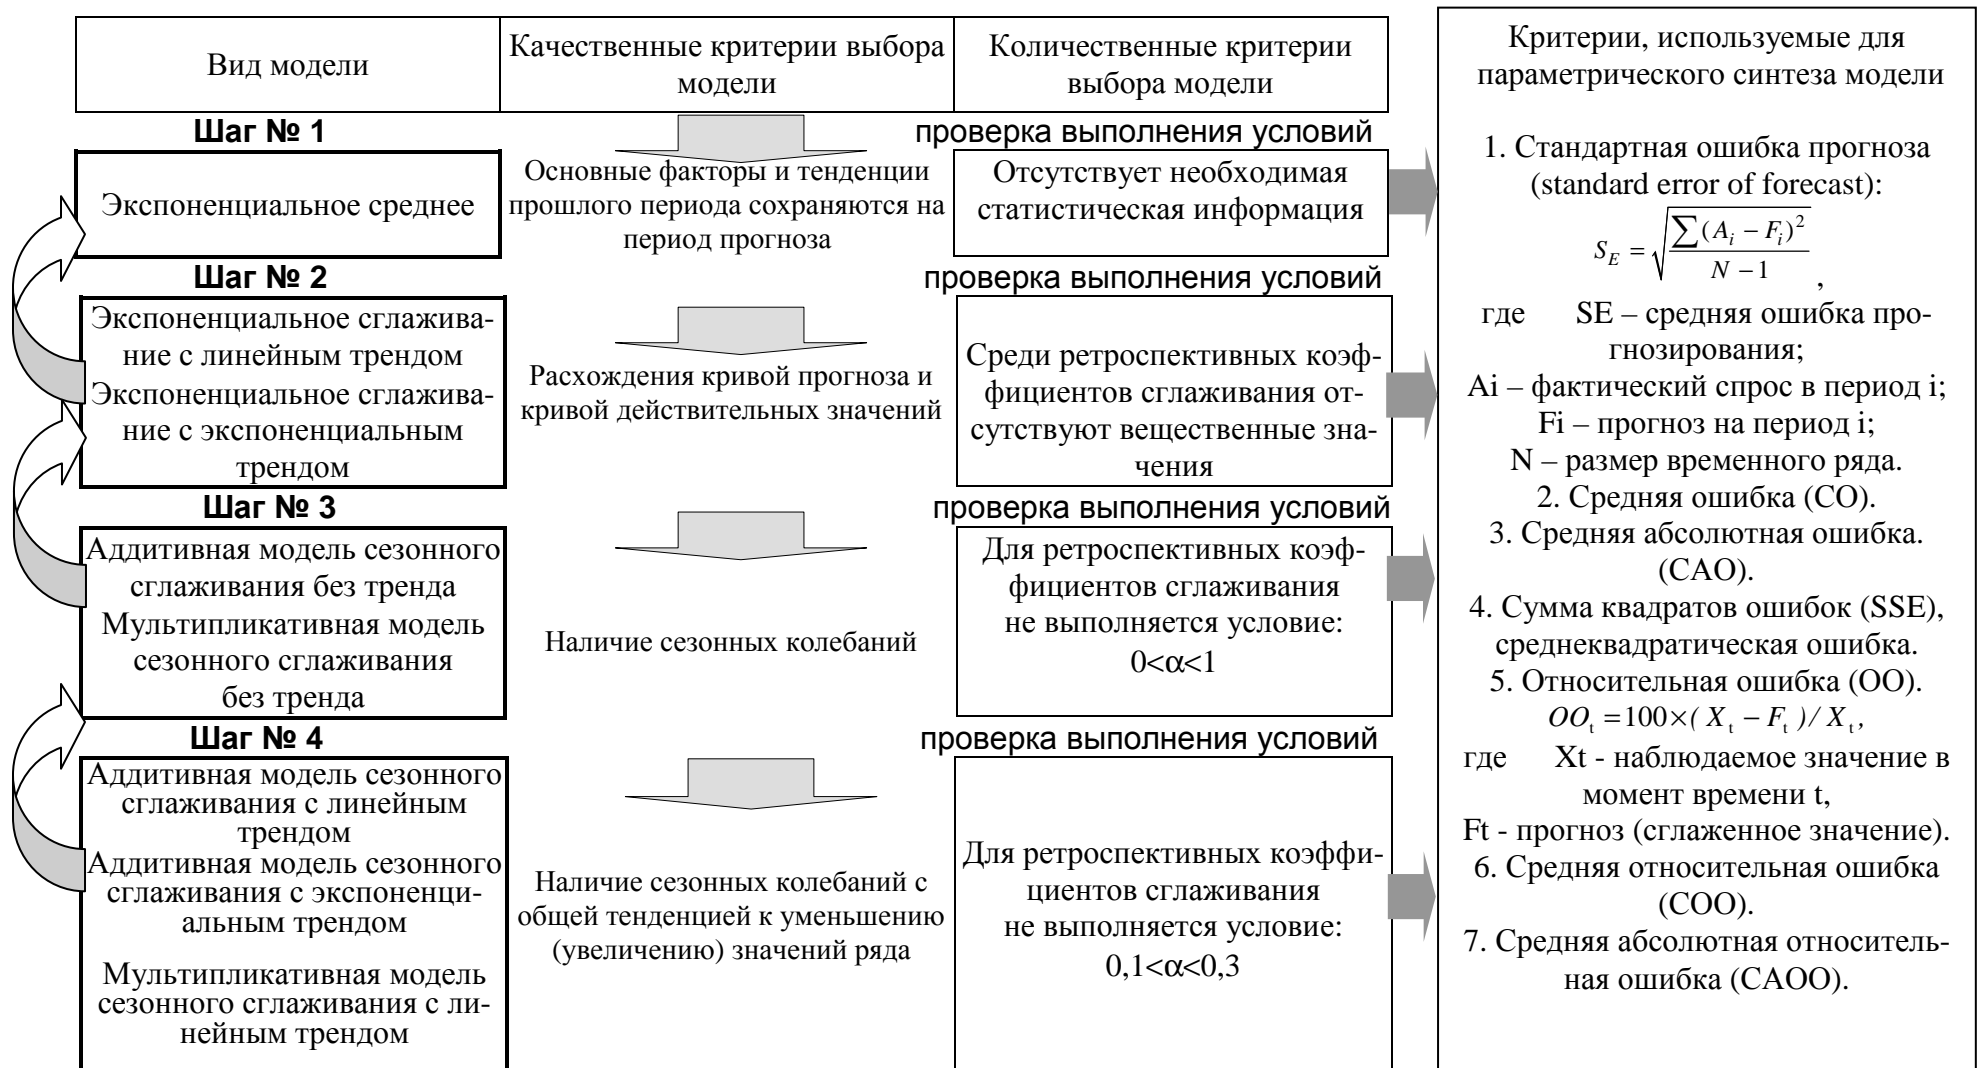 Вид модели
Качественные критерии выбора
модели
Количественные критерии
выбора модели
Шаг № 1
проверка выполнения условий
Экспоненциальное среднее
Основные факторы и тенденции
прошлого периода сохраняются на
период прогноза
Отсутствует необходимая
статистическая информация
Шаг № 2
проверка выполнения условий
Экспоненциальное сглажива-
ние с линейным трендом
Экспоненциальное сглажива-
ние с экспоненциальным
трендом
Расхождения кривой прогноза и
кривой действительных значений
Среди ретроспективных коэф-
фициентов сглаживания от-
сутствуют вещественные зна-
чения
Шаг № 3
проверка выполнения условий
Аддитивная модель сезонного
сглаживания без тренда
Мультипликативная модель
сезонного сглаживания
без тренда
Наличие сезонных колебаний
Для ретроспективных коэф-
фициентов сглаживания
не выполняется условие:
0<α<1
Шаг № 4
проверка выполнения условий
Аддитивная модель сезонного
сглаживания с линейным
трендом
Аддитивная модель сезонного
сглаживания с экспоненци-
альным трендом
Мультипликативная модель
сезонного сглаживания с ли-
нейным трендом
Наличие сезонных колебаний с
общей тенденцией к уменьшению
(увеличению) значений ряда
Для ретроспективных коэффи-
циентов сглаживания
не выполняется условие:
0,1<α<0,3
Критерии, используемые для
параметрического синтеза модели
1. Стандартная ошибка прогноза
(standard error of forecast):
S_E = √(∑(A_i − F_i)² / (N − 1)) ,
где SE – средняя ошибка про-
гнозирования;
Ai – фактический спрос в период i;
Fi – прогноз на период i;
N – размер временного ряда.
2. Средняя ошибка (СО).
3. Средняя абсолютная ошибка.
(САО).
4. Сумма квадратов ошибок (SSE),
среднеквадратическая ошибка.
5. Относительная ошибка (ОО).
OO_t =100×( X_t − F_t )/ X_t,
где Xt - наблюдаемое значение в
момент времени t,
Ft - прогноз (сглаженное значение).
6. Средняя относительная ошибка
(СОО).
7. Средняя абсолютная относитель-
ная ошибка (САОО).